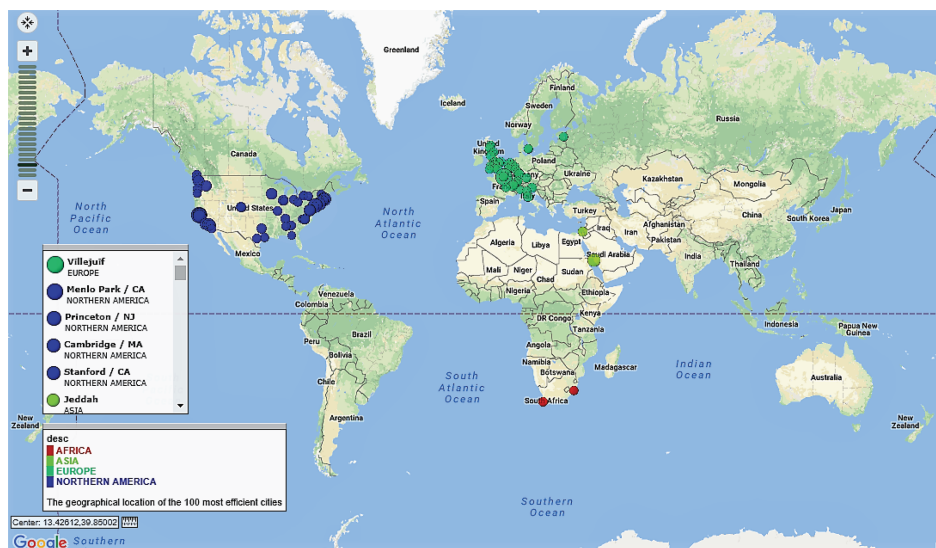 Greenland
Iceland
Finland
Sweden
Norway
Russia
United
Kingdom
Canada
Poland
Ukraine
Kazakhstan
Mongolia
Spain
Italy
Turkey
North
Pacific
Ocean
United States
North
Atlantic
Ocean
Japan
South Korea
China
Afghanistan
Pakistan
Iran
Iraq
Algeria
Libya
Egypt
Saudi Arabia
India
Mexico
Mali
Niger
Chad
Sudan
Thailand
Nigeria
Ethiopia
Venezuela
Colombia
DR Congo
Kenya
Tanzania
Indonesia
Papua New
Guinea
Brazil
Peru
Bolivia
Angola
Namibia
Botswana
Madagascar
Indian
Ocean
South
Atlantic
Ocean
Chile
Australia
South Africa
Argentina
New
Zealand
New
Zealand
Southern
Ocean
Villejuif
EUROPE
Menlo Park / CA
NORTHERN AMERICA
Princeton / NJ
NORTHERN AMERICA
Cambridge / MA
NORTHERN AMERICA
Stanford / CA
NORTHERN AMERICA
Jeddah
ASIA
desc
AFRICA
ASIA
EUROPE
NORTHERN AMERICA
The geographical location of the 100 most efficient cities
Center: 13.42612,39.85002
Google
Southern